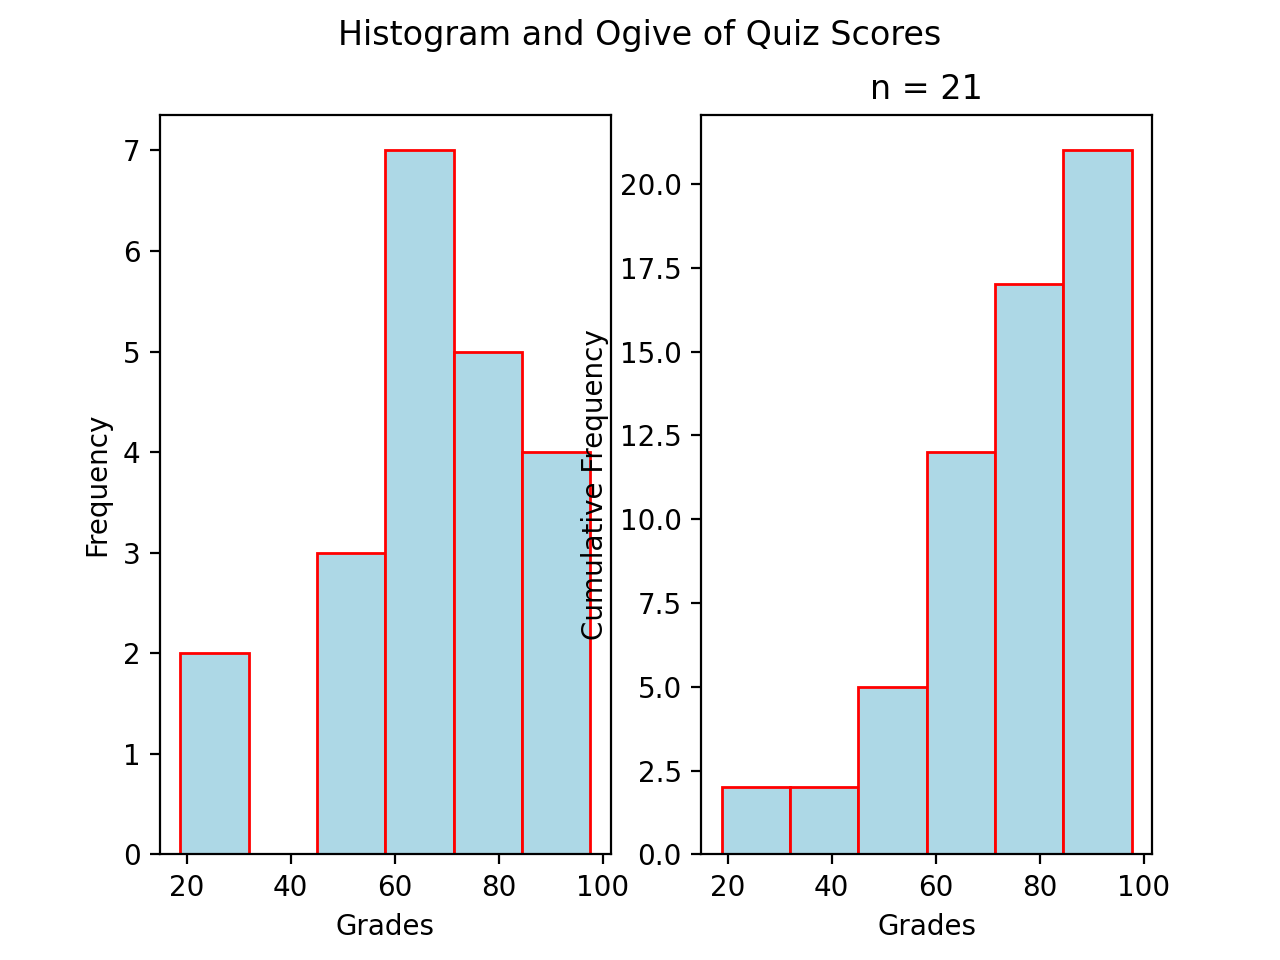 Histogram and Ogive of Quiz Scores
7
6
5
4
3
2
1
0
Frequency
20 40 60 80 100
Grades
n = 21
20.0
17.5
15.0
12.5
10.0
7.5
5.0
2.5
0.0
Cumulative Frequency
20 40 60 80 100
Grades